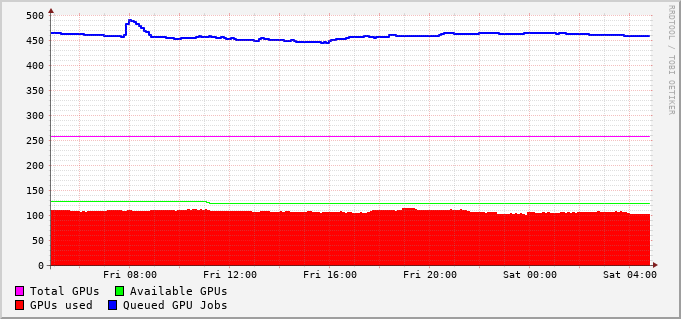 500
450
400
350
300
250
200
150
100
50
0
Fri 08:00 Fri 12:00 Fri 16:00 Fri 20:00 Sat 00:00 Sat 04:00
Total GPUs Available GPUs
GPUs used Queued GPU Jobs
RRDTOOL / TOBI OETIKER